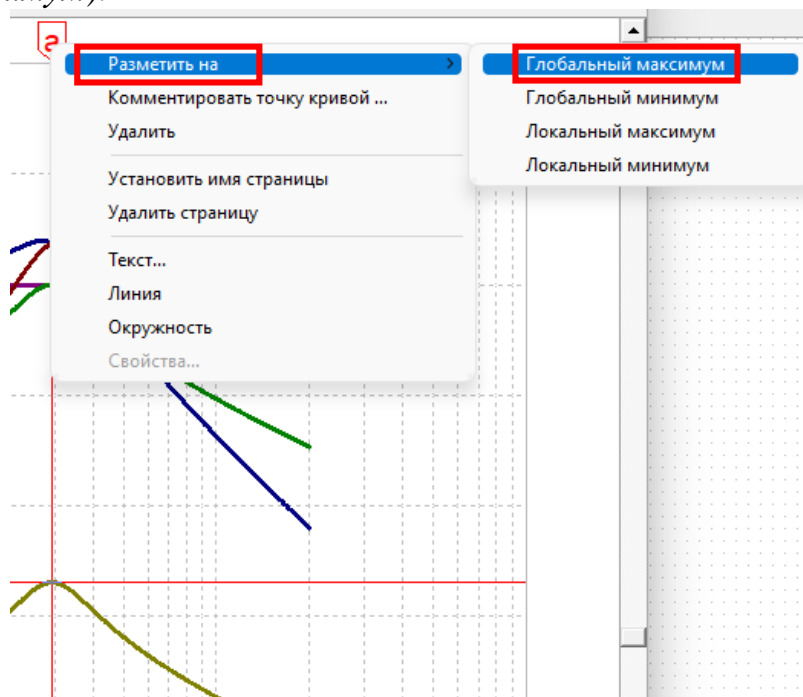 a
Разметить на
Комментировать точку кривой ...
Удалить
Установить имя страницы
Удалить страницу
Текст...
Линия
Окружность
Свойства...
Глобальный максимум
Глобальный минимум
Локальный максимум
Локальный минимум